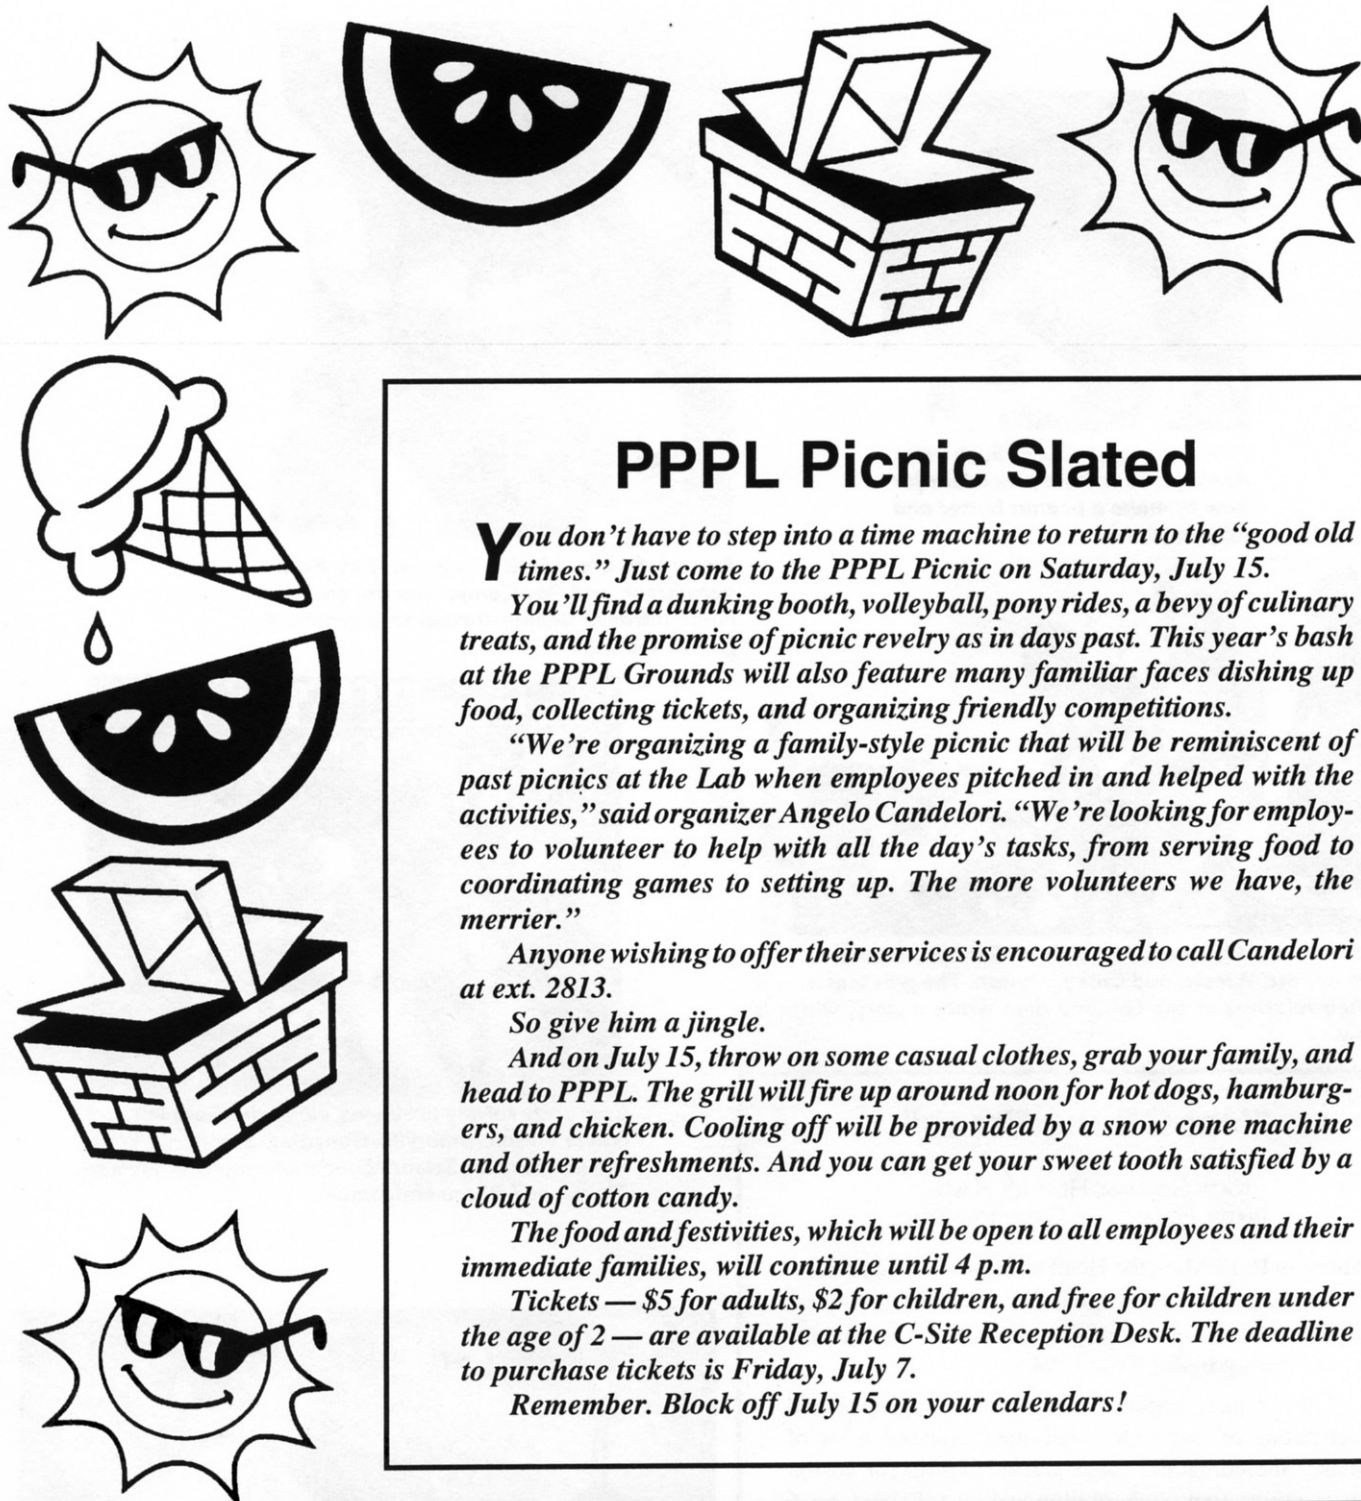 PPPL Picnic Slated
You don't have to step into a time machine to return to the “good old
times.” Just come to the PPPL Picnic on Saturday, July 15.
You'll find a dunking booth, volleyball, pony rides, a bevy of culinary
treats, and the promise of picnic revelry as in days past. This year's bash
at the PPPL Grounds will also feature many familiar faces dishing up
food, collecting tickets, and organizing friendly competitions.
“We're organizing a family-style picnic that will be reminiscent of
past picnics at the Lab when employees pitched in and helped with the
activities,” said organizer Angelo Candelori. “We're looking for employ-
ees to volunteer to help with all the day's tasks, from serving food to
coordinating games to setting up. The more volunteers we have, the
merrier.”
Anyone wishing to offer their services is encouraged to call Candelori
at ext. 2813.
So give him a jingle.
And on July 15, throw on some casual clothes, grab your family, and
head to PPPL. The grill will fire up around noon for hot dogs, hamburg-
ers, and chicken. Cooling off will be provided by a snow cone machine
and other refreshments. And you can get your sweet tooth satisfied by a
cloud of cotton candy.
The food and festivities, which will be open to all employees and their
immediate families, will continue until 4 p.m.
Tickets — $5 for adults, $2 for children, and free for children under
the age of 2 — are available at the C-Site Reception Desk. The deadline
to purchase tickets is Friday, July 7.
Remember. Block off July 15 on your calendars!